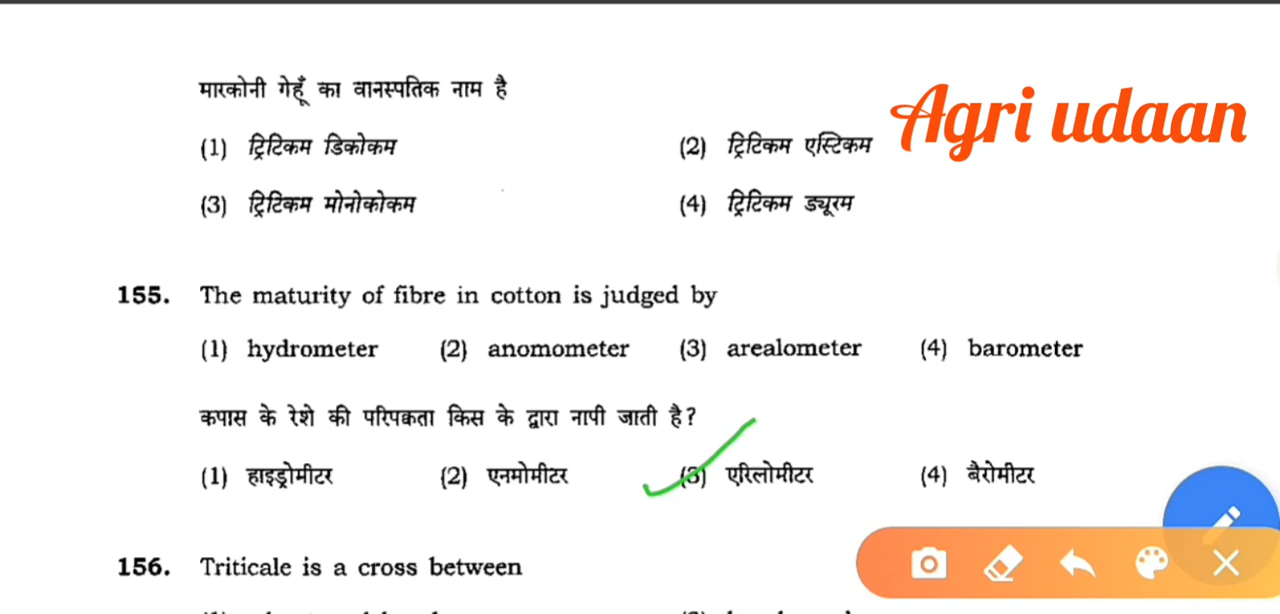 मारकोनी गेहूँ का वानस्पतिक नाम है
Agri udaan
(1) ट्रिटिकम डिकोकम (2) ट्रिटिकम एस्टिकम
(3) ट्रिटिकम मोनोकोकम (4) ट्रिटिकम ड्यूरम
155. The maturity of fibre in cotton is judged by
(1) hydrometer (2) anomometer (3) arealometer (4) barometer
कपास के रेशे की परिपक्वता किस के द्वारा नापी जाती है?
(1) हाइड्रोमीटर (2) एनमोमीटर (3) एरिलोमीटर (4) बैरोमीटर
156. Triticale is a cross between